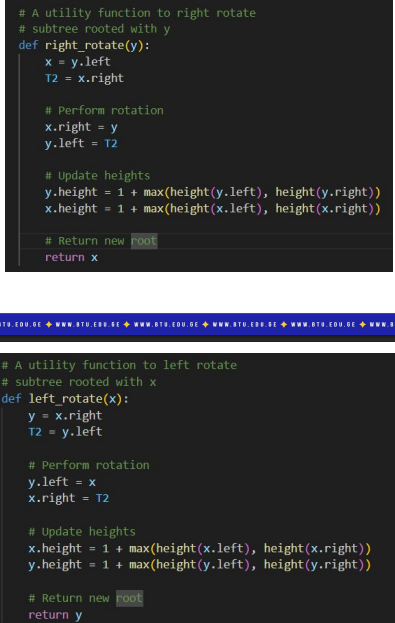 # A utility function to right rotate
# subtree rooted with y
def right_rotate(y):
    x = y.left
    T2 = x.right
    # Perform rotation
    x.right = y
    y.left = T2
    # Update heights
    y.height = 1 + max(height(y.left), height(y.right))
    x.height = 1 + max(height(x.left), height(x.right))
    # Return new root
    return x
BTU.EDU.GE ✦ WWW.BTU.EDU.GE ✦ WWW.BTU.EDU.GE ✦ WWW.BTU.EDU.GE ✦ WWW.BTU.EDU.GE ✦ WWW.BTU.EDU.GE ✦ WWW.B
# A utility function to left rotate
# subtree rooted with x
def left_rotate(x):
    y = x.right
    T2 = y.left
    # Perform rotation
    y.left = x
    x.right = T2
    # Update heights
    x.height = 1 + max(height(x.left), height(x.right))
    y.height = 1 + max(height(y.left), height(y.right))
    # Return new root
    return y